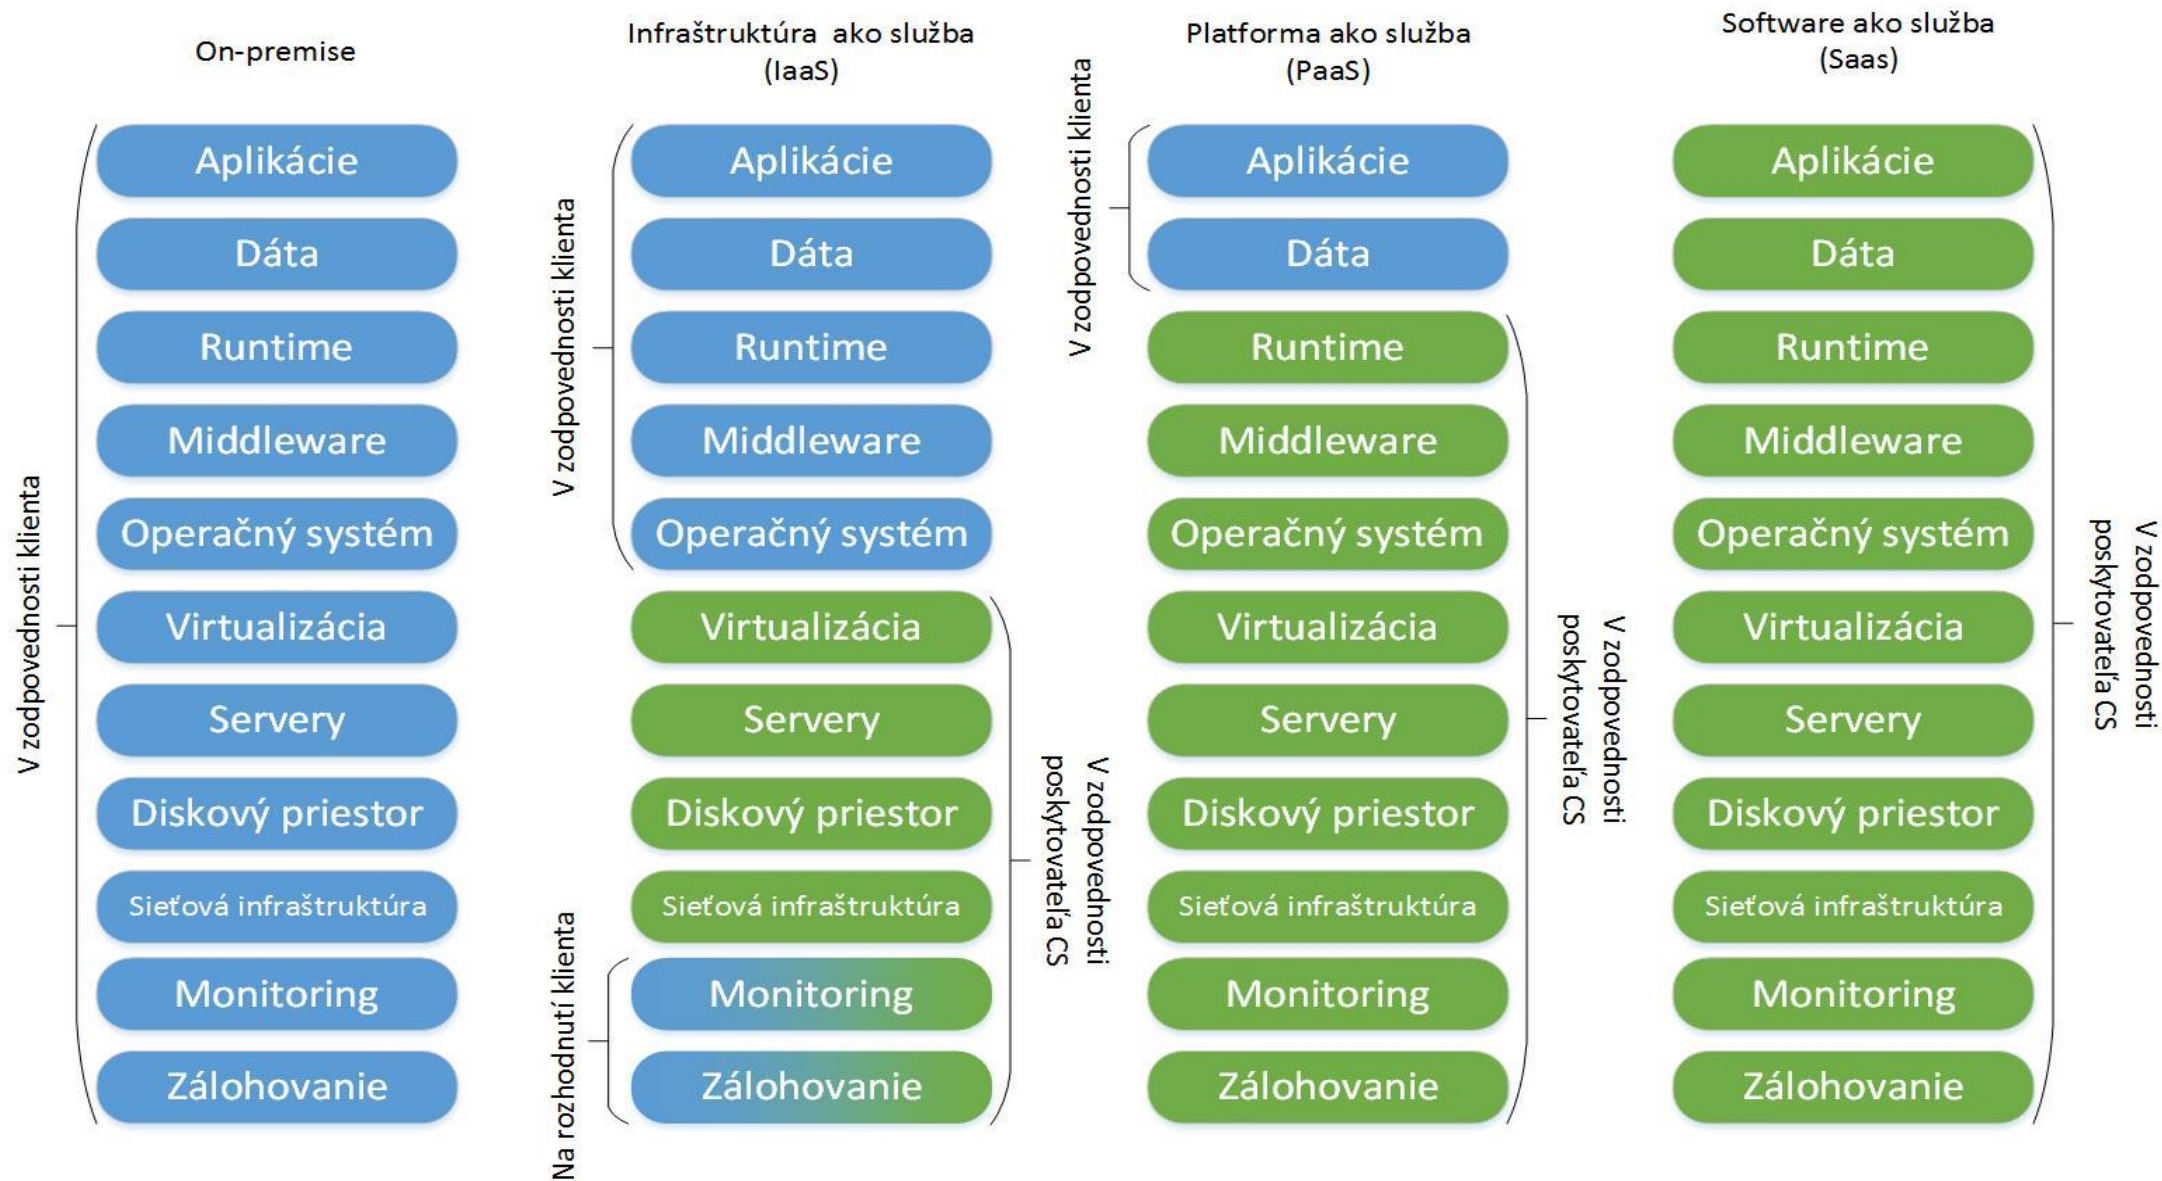 On-premise
V zodpovednosti klienta
Aplikácie
Dáta
Runtime
Middleware
Operačný systém
Virtualizácia
Servery
Diskový priestor
Sieťová infraštruktúra
Monitoring
Zálohovanie
Infraštruktúra ako služba
(IaaS)
V zodpovednosti klienta
Aplikácie
Dáta
Runtime
Middleware
Operačný systém
Virtualizácia
Servery
Diskový priestor
Sieťová infraštruktúra
Monitoring
Zálohovanie
Na rozhodnutí klienta
V zodpovednosti
poskytovateľa CS
Platforma ako služba
(PaaS)
V zodpovednosti klienta
Aplikácie
Dáta
Runtime
Middleware
Operačný systém
Virtualizácia
Servery
Diskový priestor
Sieťová infraštruktúra
Monitoring
Zálohovanie
V zodpovednosti
poskytovateľa CS
Software ako služba
(Saas)
Aplikácie
Dáta
Runtime
Middleware
Operačný systém
Virtualizácia
Servery
Diskový priestor
Sieťová infraštruktúra
Monitoring
Zálohovanie
V zodpovednosti
poskytovateľa CS